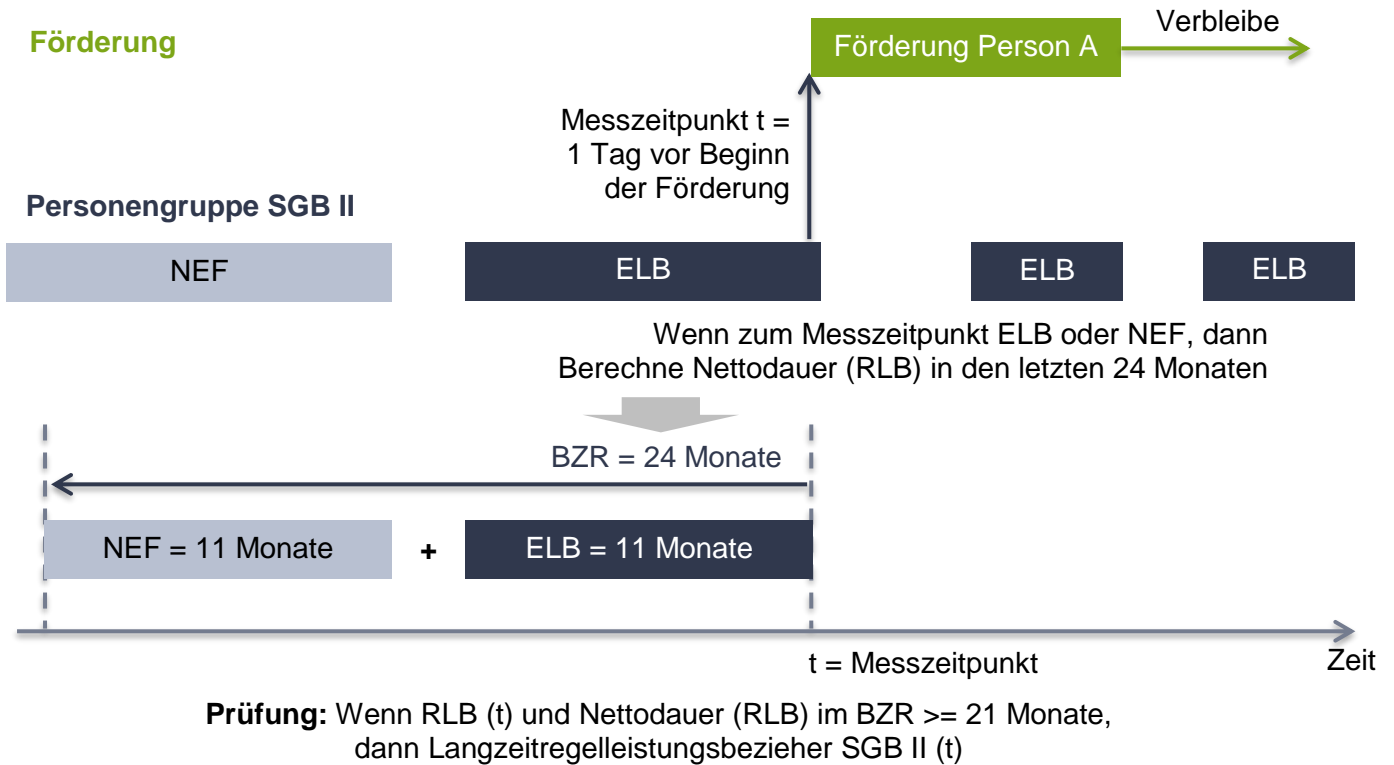 Förderung
Förderung Person A
Verbleibe
Messzeitpunkt t =
1 Tag vor Beginn
der Förderung
Personengruppe SGB II
NEF
ELB
ELB
ELB
Wenn zum Messzeitpunkt ELB oder NEF, dann
Berechne Nettodauer (RLB) in den letzten 24 Monaten
BZR = 24 Monate
NEF = 11 Monate
+
ELB = 11 Monate
t = Messzeitpunkt
Zeit
Prüfung: Wenn RLB (t) und Nettodauer (RLB) im BZR >= 21 Monate,
dann Langzeitregelleistungsbezieher SGB II (t)